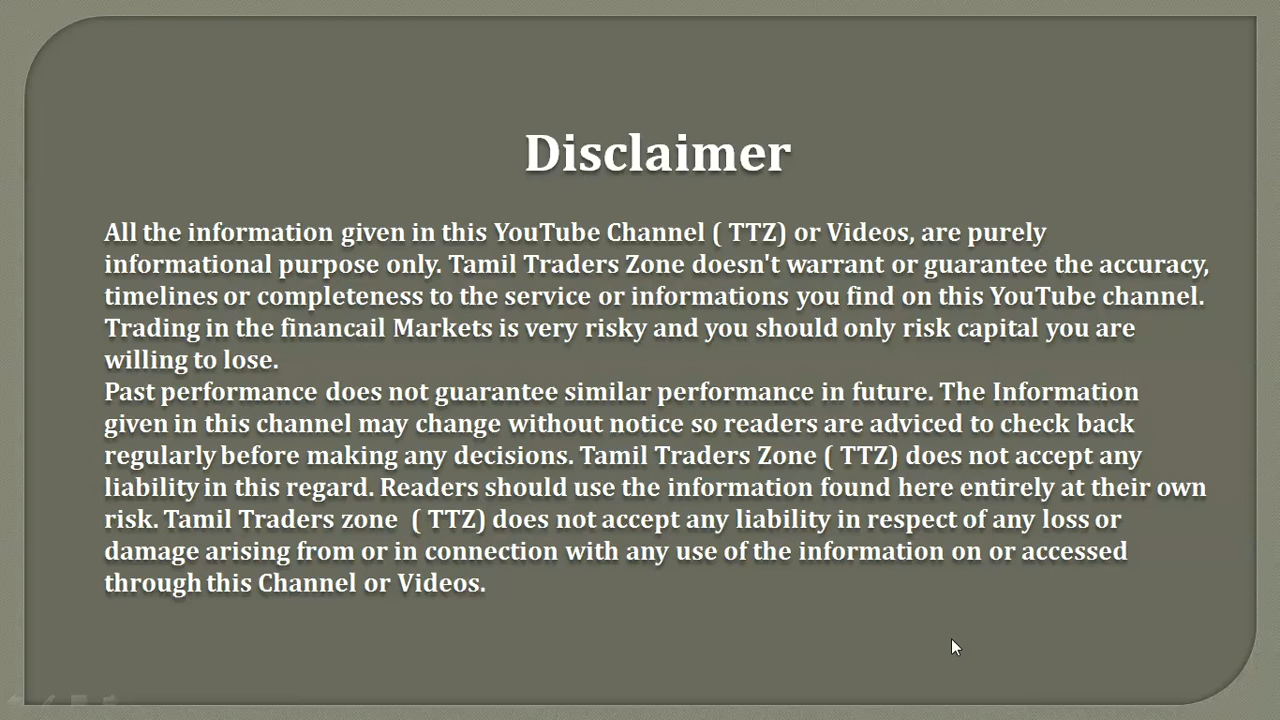 Disclaimer
All the information given in this YouTube Channel ( TTZ) or Videos, are purely
informational purpose only. Tamil Traders Zone doesn't warrant or guarantee the accuracy,
timelines or completeness to the service or informations you find on this YouTube channel.
Trading in the financail Markets is very risky and you should only risk capital you are
willing to lose.
Past performance does not guarantee similar performance in future. The Information
given in this channel may change without notice so readers are adviced to check back
regularly before making any decisions. Tamil Traders Zone ( TTZ) does not accept any
liability in this regard. Readers should use the information found here entirely at their own
risk. Tamil Traders zone  ( TTZ) does not accept any liability in respect of any loss or
damage arising from or in connection with any use of the information on or accessed
through this Channel or Videos.